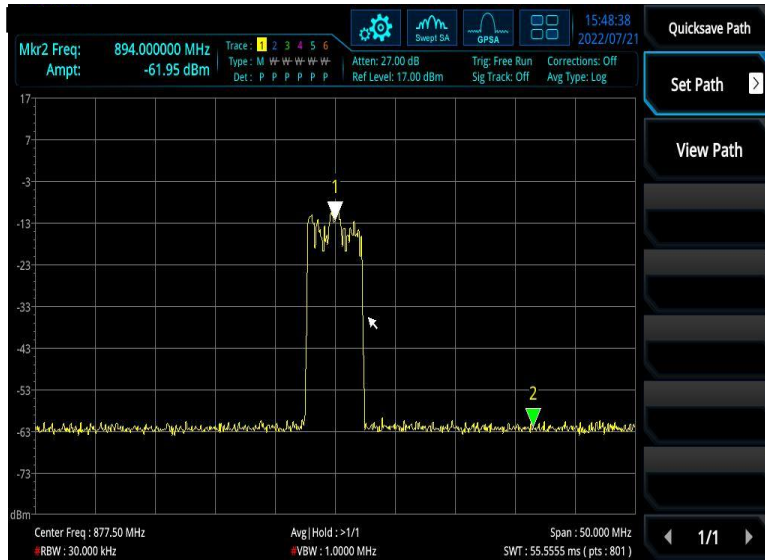 15:48:38
2022/07/21
Swept SA
GPSA
Quicksave Path
Mkr2 Freq: 894.000000 MHz
Ampt: -61.95 dBm
Trace: 1 2 3 4 5 6
Type: M W W W W W
Det: P P P P P P
Atten: 27.00 dB
Ref Level: 17.00 dBm
Trig: Free Run
Sig Track: Off
Corrections: Off
Avg Type: Log
Set Path
View Path
17
7
-3
-13
-23
-33
-43
-53
-63
-73
dBm
1
2
Center Freq : 877.50 MHz
Avg|Hold : >1/1
Span : 50.000 MHz
#RBW : 30.000 kHz
#VBW : 1.0000 MHz
SWT : 55.5555 ms ( pts : 801 )
1/1